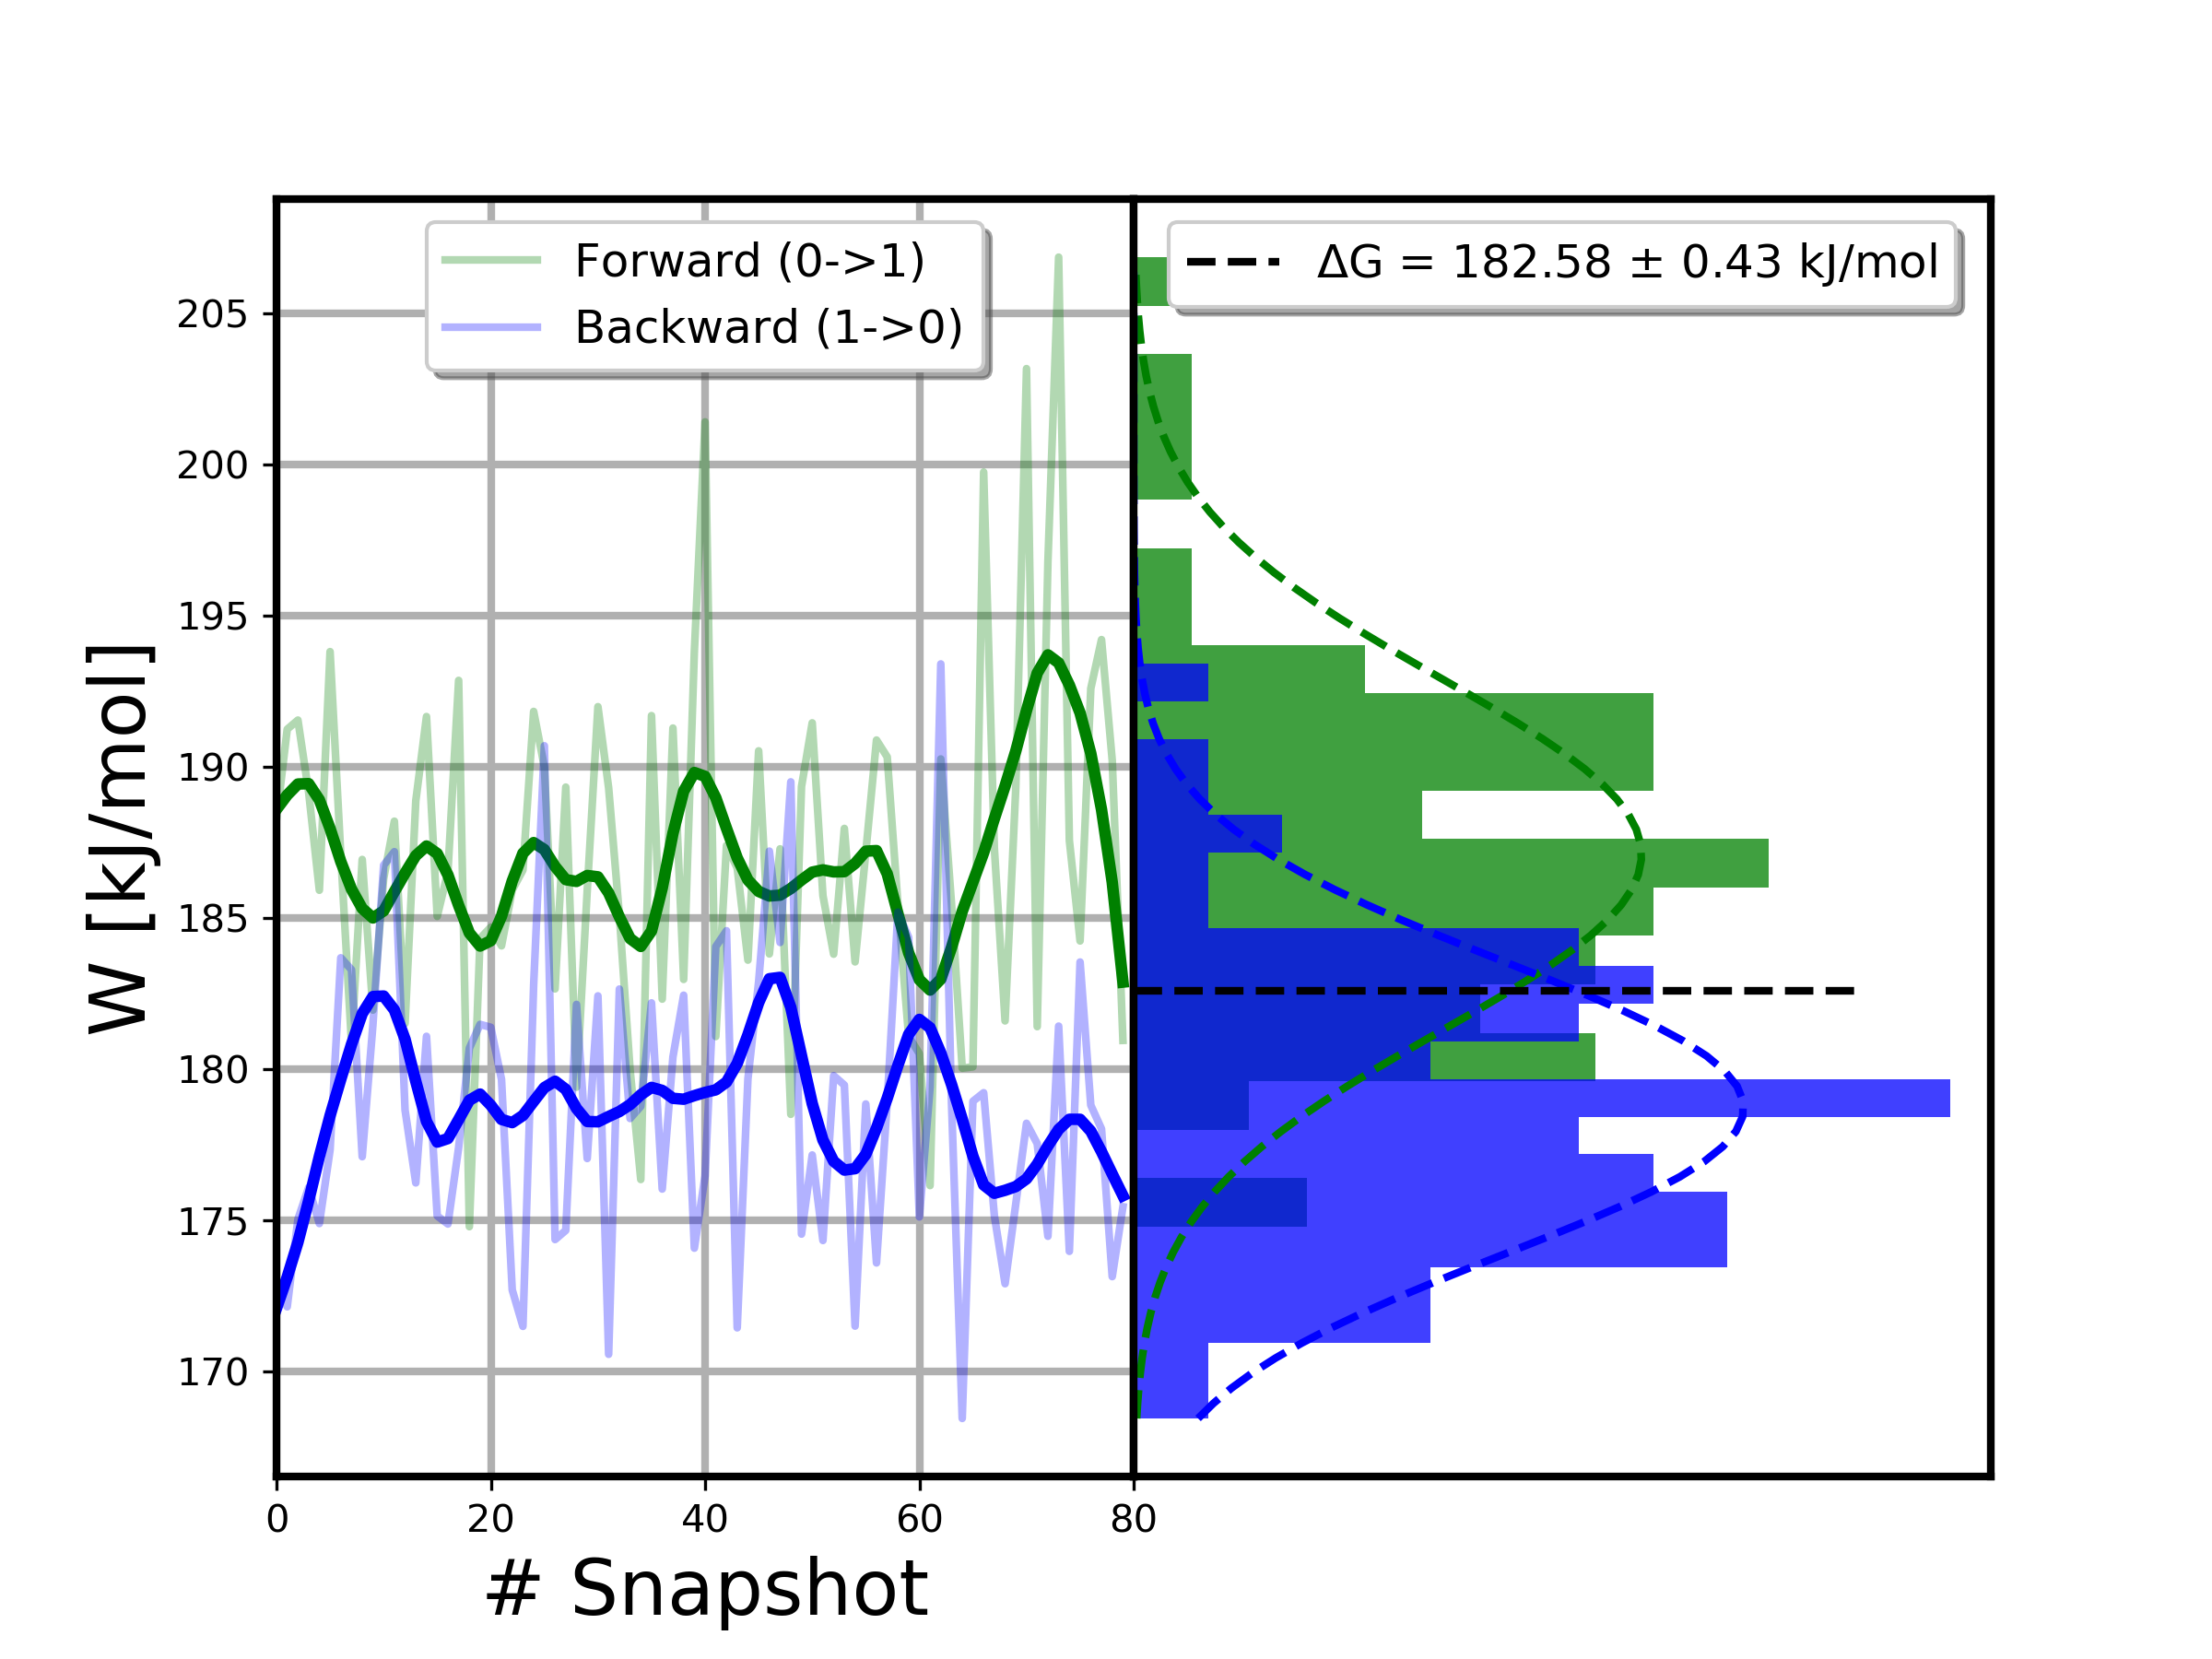 Forward (0->1)
Backward (1->0)
ΔG = 182.58 ± 0.43 kJ/mol
W [kJ/mol]
205
200
195
190
185
180
175
170
0 20 40 60 80
# Snapshot